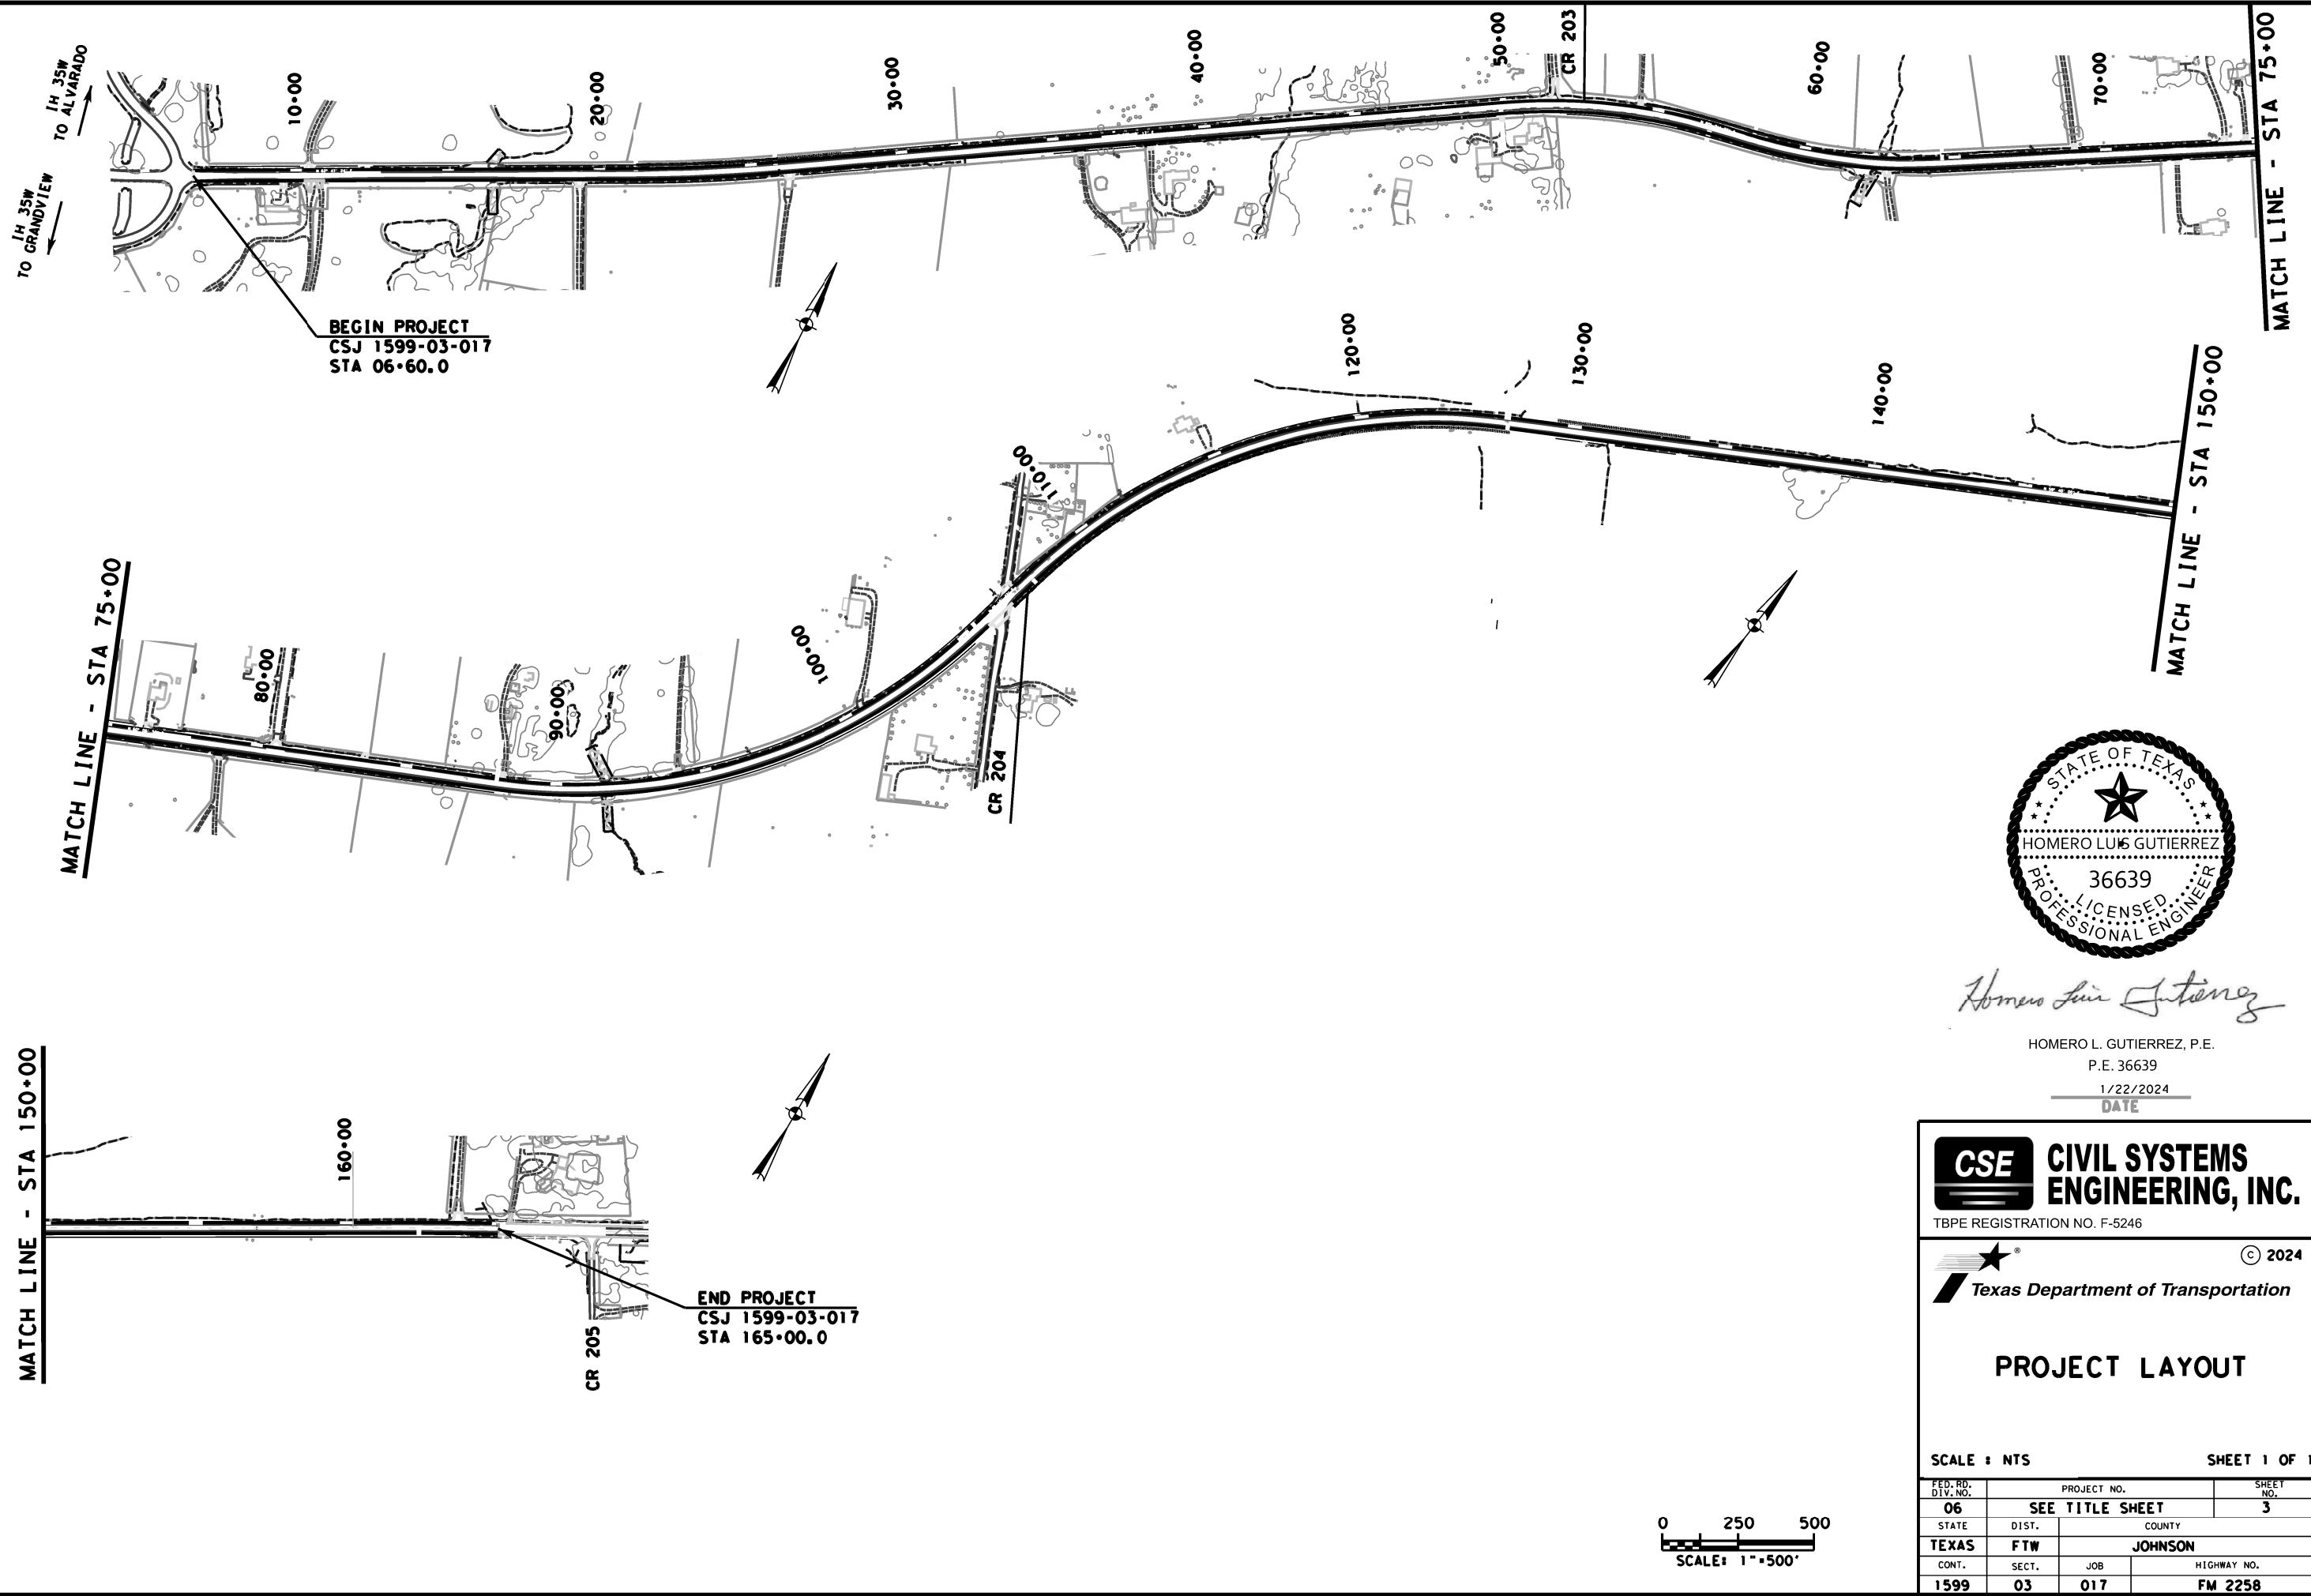 IH 35W
TO ALVARADO
IH 35W
TO GRANDVIEW
10+00
20+00
30+00
40+00
50+00
CR 203
60+00
70+00
MATCH LINE - STA 75+00
BEGIN PROJECT
CSJ 1599-03-017
STA 06+60.0
MATCH LINE - STA 75+00
80+00
90+00
100+00
CR 204
110+00
120+00
130+00
140+00
MATCH LINE - STA 150+00
MATCH LINE - STA 150+00
160+00
CR 205
END PROJECT
CSJ 1599-03-017
STA 165+00.0
0 250 500
SCALE: 1"=500'
STATE OF TEXAS
HOMERO LUIS GUTIERREZ
36639
LICENSED
PROFESSIONAL ENGINEER
Homero Luis Gutierrez
HOMERO L. GUTIERREZ, P.E.
P.E. 36639
1/22/2024
DATE
CSE
CIVIL SYSTEMS
ENGINEERING, INC.
TBPE REGISTRATION NO. F-5246
® © 2024
Texas Department of Transportation
PROJECT LAYOUT
SCALE : NTS SHEET 1 OF 1
FED.RD. DIV.NO. PROJECT NO. SHEET NO.
06 SEE TITLE SHEET 3
STATE DIST. COUNTY
TEXAS FTW JOHNSON
CONT. SECT. JOB HIGHWAY NO.
1599 03 017 FM 2258